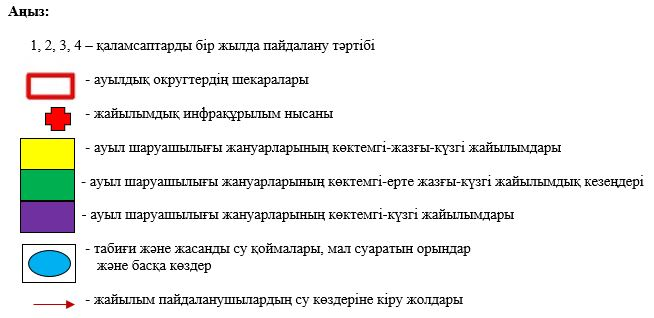 Аңыз:
1, 2, 3, 4 – қаламсаптарды бір жылда пайдалану тәртібі
- ауылдық округтердің шекаралары
- жайылымдық инфрақұрылым нысаны
- ауыл шаруашылығы жануарларының көктемгі-жазғы-күзгі жайылымдары
- ауыл шаруашылығы жануарларының көктемгі-ерте жазғы-күзгі жайылымдық кезеңдері
- ауыл шаруашылығы жануарларының көктемгі-күзгі жайылымдары
- табиғи және жасанды су қоймалары, мал суаратын орындар
және басқа көздер
- жайылым пайдаланушылардың су көздеріне кіру жолдары